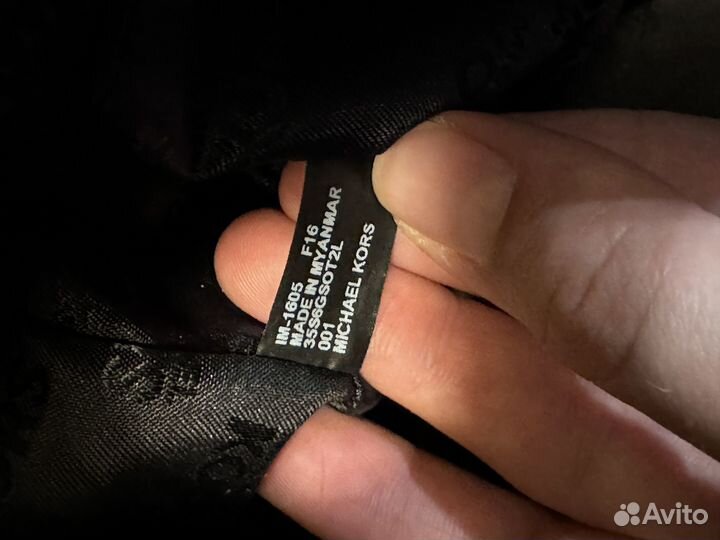 IM-1605 F16
MADE IN MYANMAR
35S6GSOT2L
001
MICHAEL KORS
Avito